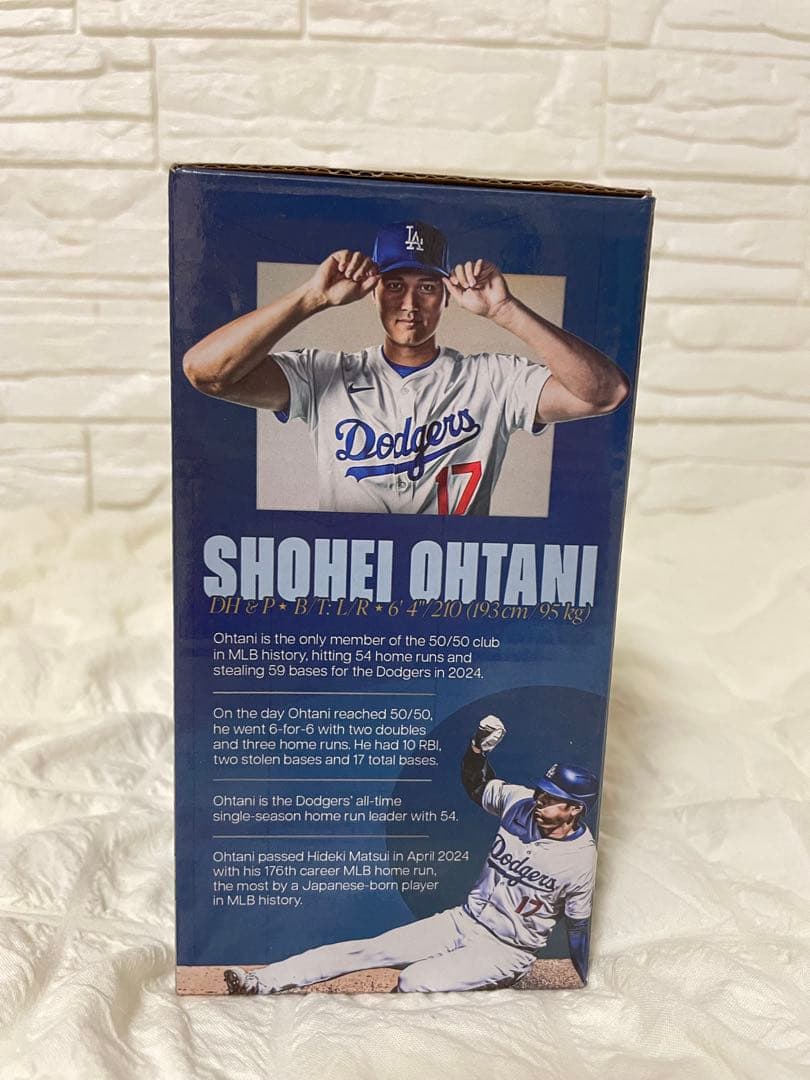 LA
Dodgers
17
SHOHEI OHTANI
DH & P ★ B/T: L/R ★ 6' 4"/210 (193 cm/95 kg)
Ohtani is the only member of the 50/50 club
in MLB history, hitting 54 home runs and
stealing 59 bases for the Dodgers in 2024.
On the day Ohtani reached 50/50,
he went 6-for-6 with two doubles
and three home runs. He had 10 RBI,
two stolen bases and 17 total bases.
Ohtani is the Dodgers' all-time
single-season home run leader with 54.
Ohtani passed Hideki Matsui in April 2024
with his 176th career MLB home run,
the most by a Japanese-born player
in MLB history.
Dodgers
17